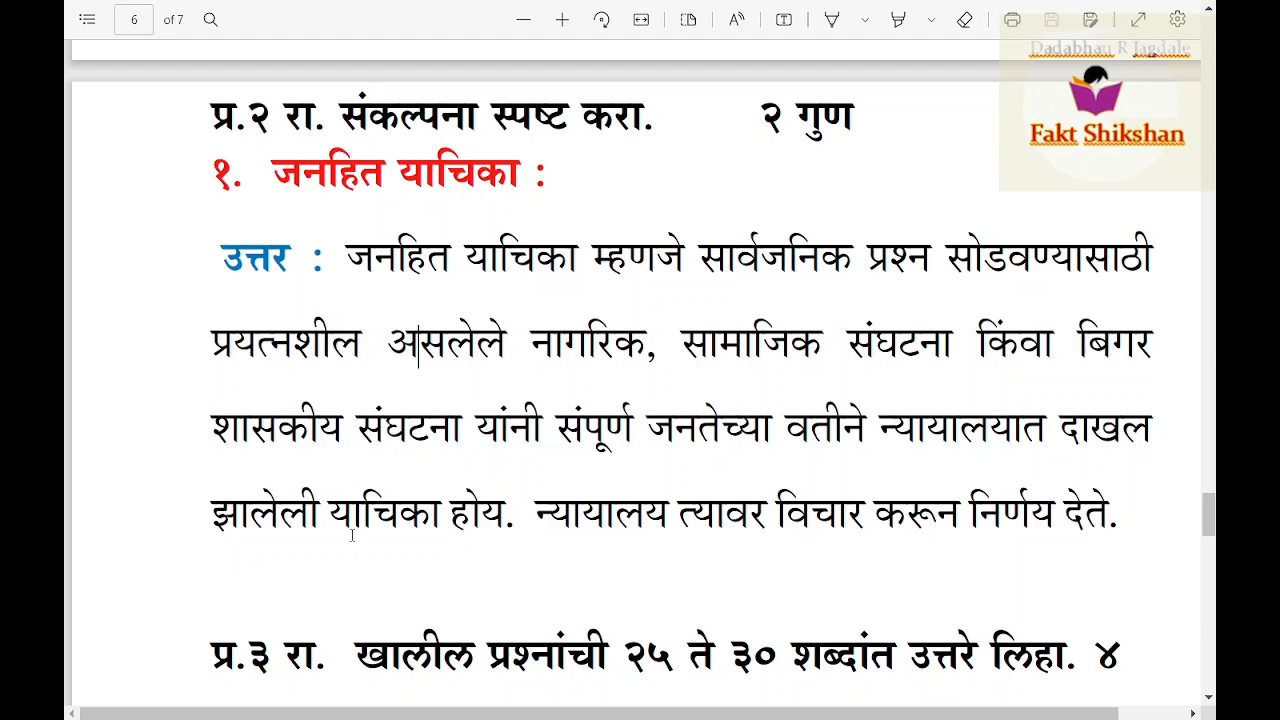 6 of 7
Dadabhau R Jagdale
Fakt Shikshan
प्र.२ रा. संकल्पना स्पष्ट करा. २ गुण
१. जनहित याचिका :
उत्तर : जनहित याचिका म्हणजे सार्वजनिक प्रश्न सोडवण्यासाठी
प्रयत्नशील असलेले नागरिक, सामाजिक संघटना किंवा बिगर
शासकीय संघटना यांनी संपूर्ण जनतेच्या वतीने न्यायालयात दाखल
झालेली याचिका होय. न्यायालय त्यावर विचार करून निर्णय देते.
प्र.३ रा. खालील प्रश्नांची २५ ते ३० शब्दांत उत्तरे लिहा. ४